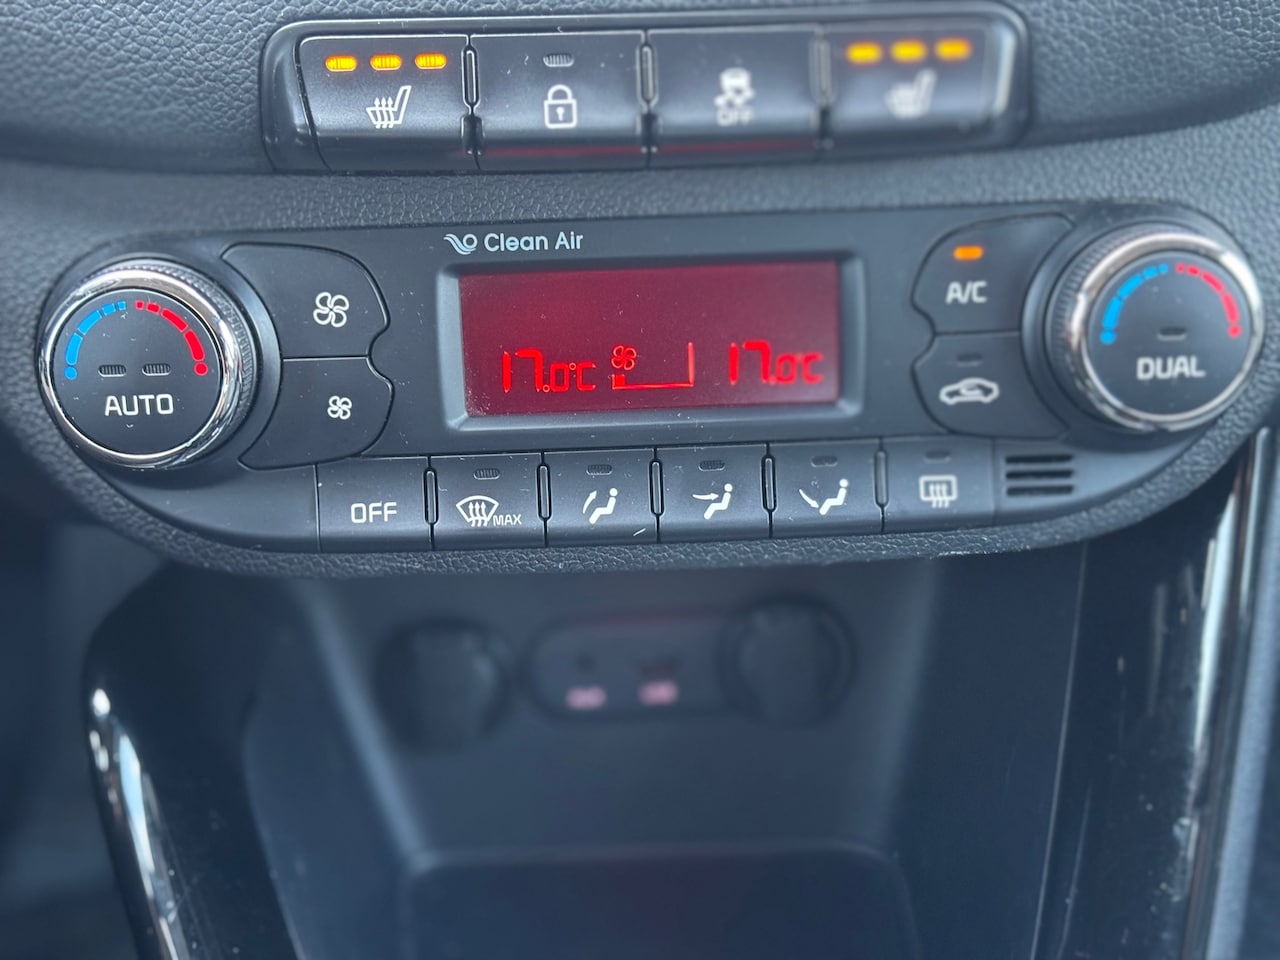 OFF
Clean Air
A/C
17.0°C
17.0°C
AUTO
DUAL
OFF
MAX